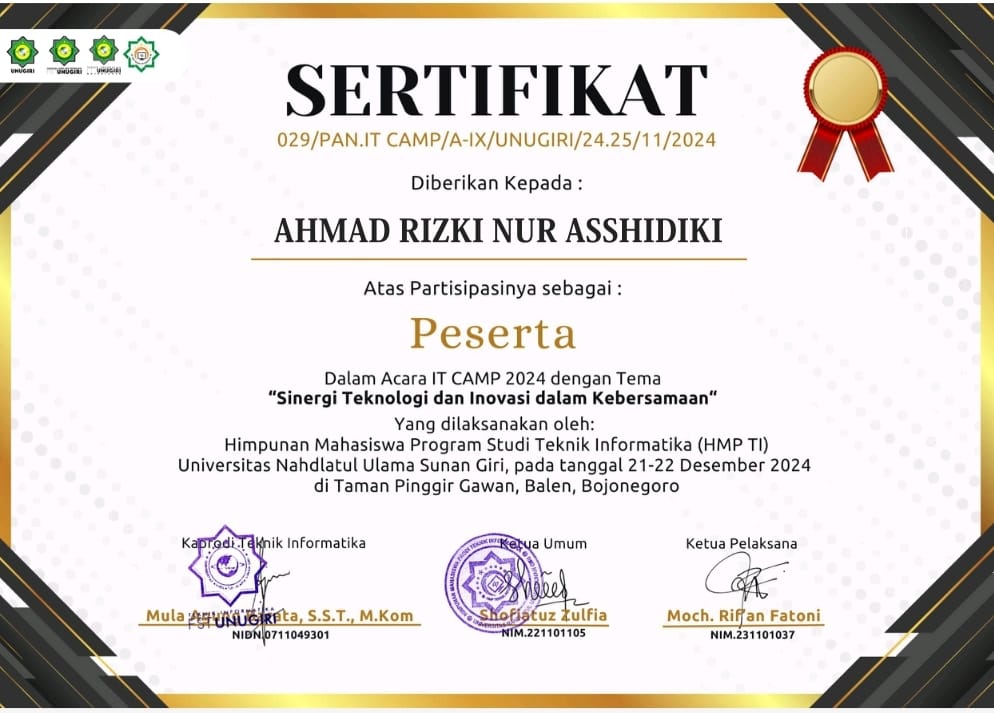 UNUGIRI
UNUGIRI
UNUGIRI
SERTIFIKAT
029/PAN.IT CAMP/A-IX/UNUGIRI/24.25/11/2024
Diberikan Kepada :
AHMAD RIZKI NUR ASSHIDIKI
Atas Partisipasinya sebagai :
Peserta
Dalam Acara IT CAMP 2024 dengan Tema
“Sinergi Teknologi dan Inovasi dalam Kebersamaan“
Yang dilaksanakan oleh:
Himpunan Mahasiswa Program Studi Teknik Informatika (HMP TI)
Universitas Nahdlatul Ulama Sunan Giri, pada tanggal 21-22 Desember 2024
di Taman Pinggir Gawan, Balen, Bojonegoro
Kaprodi Teknik Informatika
Mula S.S.T., M.Kom
UNUGIRI
NIDN.0711049301
Ketua Umum
Shofiatuz Zulfia
NIM.221101105
Ketua Pelaksana
Moch. Rif'an Fatoni
NIM.231101037